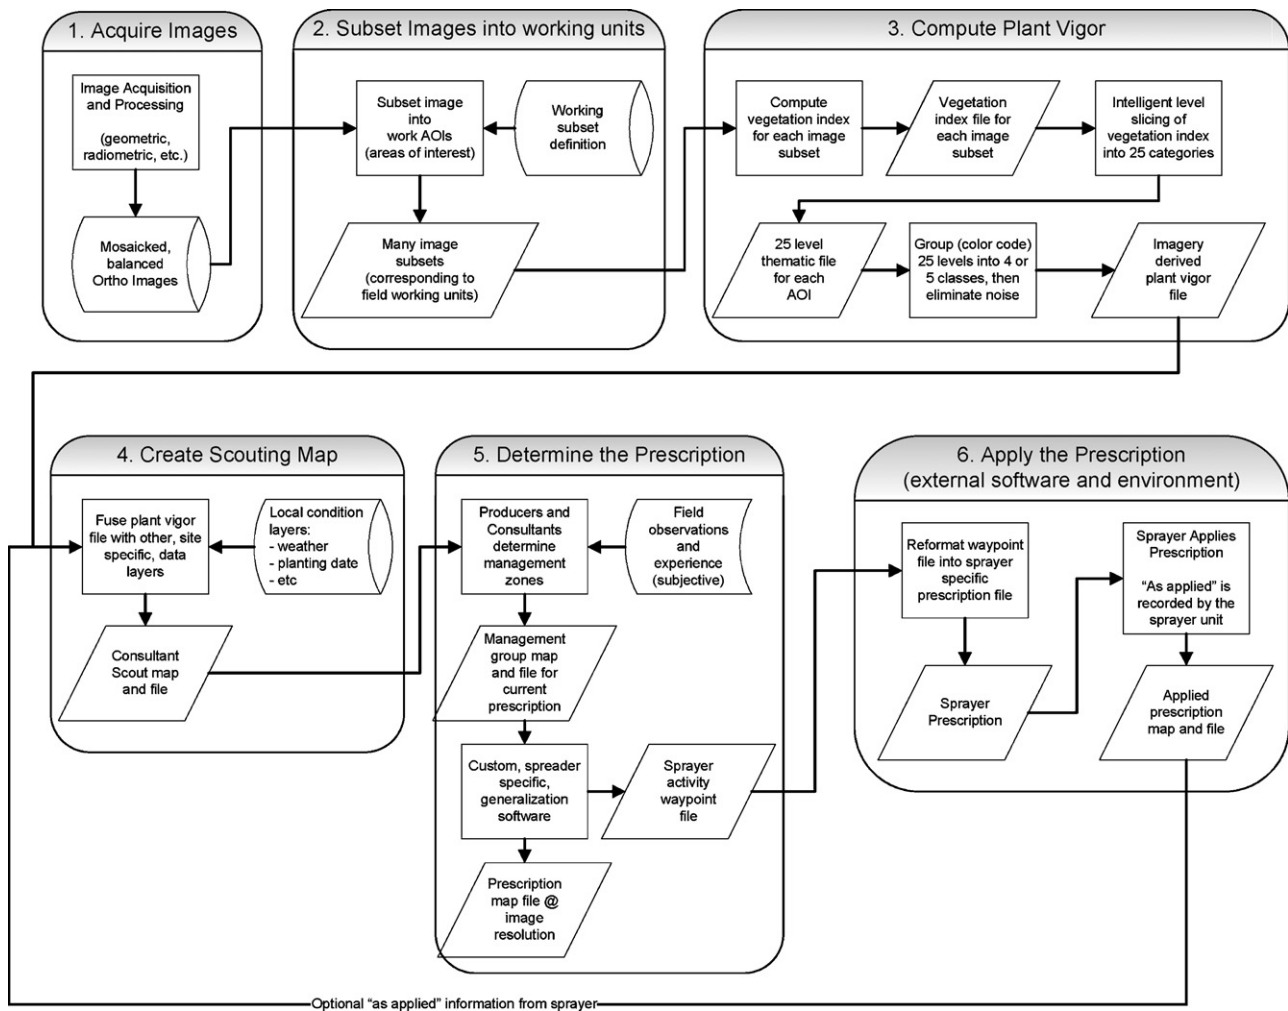 1. Acquire Images
Image Acquisition
and Processing
(geometric,
radiometric, etc.)
Mosaicked,
balanced
Ortho Images
2. Subset Images into working units
Subset image
into
work AOIs
(areas of interest)
Working
subset
definition
Many image
subsets
(corresponding to
field working units)
3. Compute Plant Vigor
Compute
vegetation index
for each image
subset
Vegetation
index file for
each image
subset
Intelligent level
slicing of
vegetation index
into 25 categories
25 level
thematic file
for each
AOI
Group (color code)
25 levels into 4 or
5 classes, then
eliminate noise
Imagery
derived
plant vigor
file
4. Create Scouting Map
Fuse plant vigor
file with other, site
specific, data
layers
Local condition
layers:
- weather
- planting date
- etc
Consultant
Scout map
and file
5. Determine the Prescription
Producers and
Consultants
determine
management
zones
Field
observations
and
experience
(subjective)
Management
group map
and file for
current
prescription
Custom, spreader
specific,
generalization
software
Sprayer
activity
waypoint
file
Prescription
map file @
image
resolution
6. Apply the Prescription
(external software and environment)
Reformat waypoint
file into sprayer
specific
prescription file
Sprayer Applies
Prescription
“As applied” is
recorded by the
sprayer unit
Sprayer
Prescription
Applied
prescription
map and file
Optional “as applied” information from sprayer